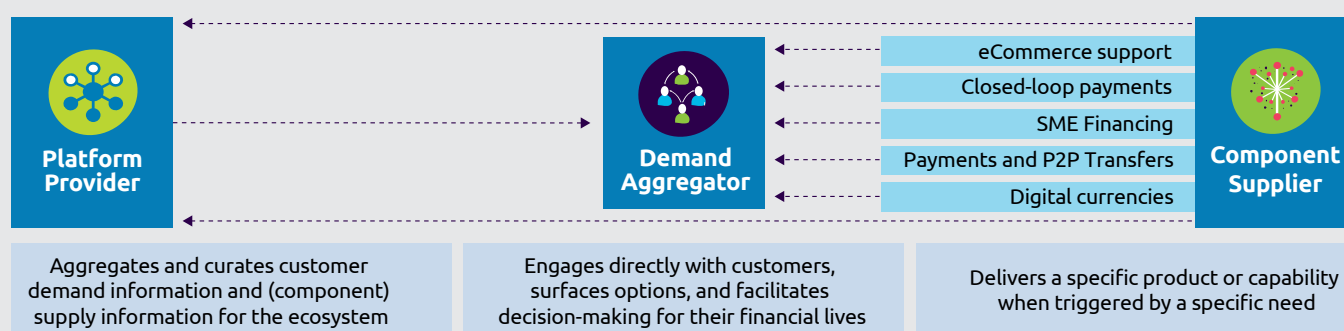 Platform
Provider
Demand
Aggregator
eCommerce support
Closed-loop payments
SME Financing
Payments and P2P Transfers
Digital currencies
Component
Supplier
Aggregates and curates customer
demand information and (component)
supply information for the ecosystem
Engages directly with customers,
surfaces options, and facilitates
decision-making for their financial lives
Delivers a specific product or capability
when triggered by a specific need